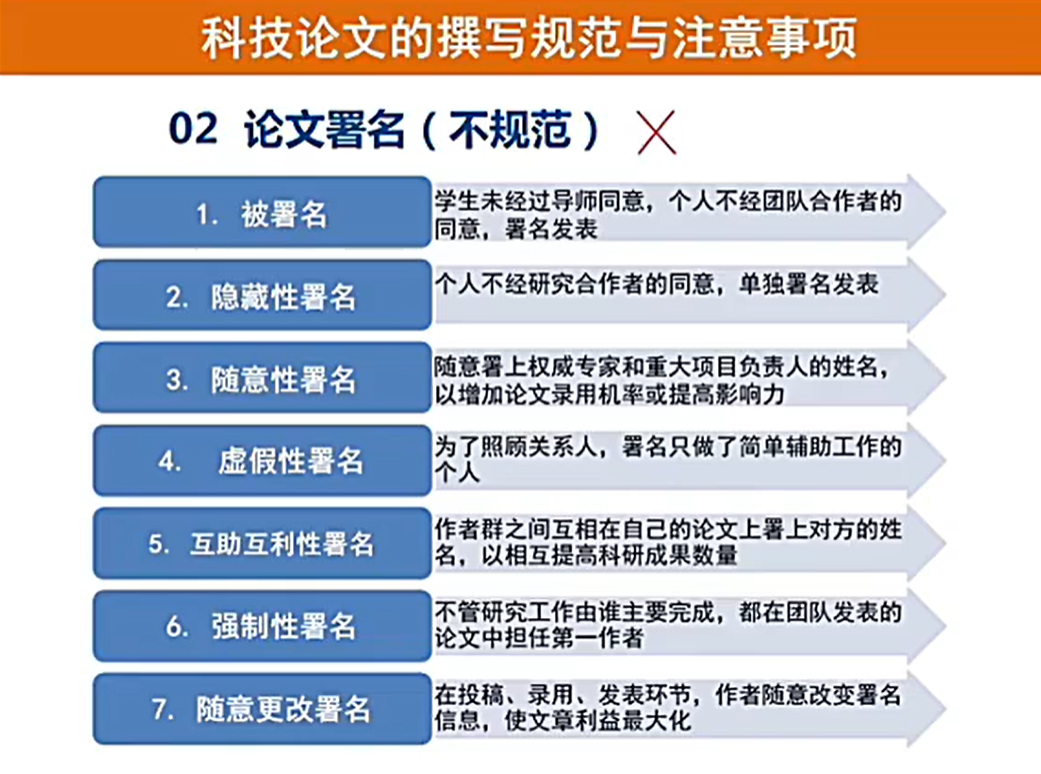 科技论文的撰写规范与注意事项
02 论文署名（不规范）
1. 被署名
学生未经过导师同意，个人不经团队合作者的
同意，署名发表
2. 隐藏性署名
个人不经研究合作者的同意，单独署名发表
3. 随意性署名
随意署上权威专家和重大项目负责人的姓名，
以增加论文录用机率或提高影响力
4. 虚假性署名
为了照顾关系人，署名只做了简单辅助工作的
个人
5. 互助互利性署名
作者群之间互相在自己的论文上署上对方的姓
名，以相互提高科研成果数量
6. 强制性署名
不管研究工作由谁主要完成，都在团队发表的
论文中担任第一作者
7. 随意更改署名
在投稿、录用、发表环节，作者随意改变署名
信息，使文章利益最大化